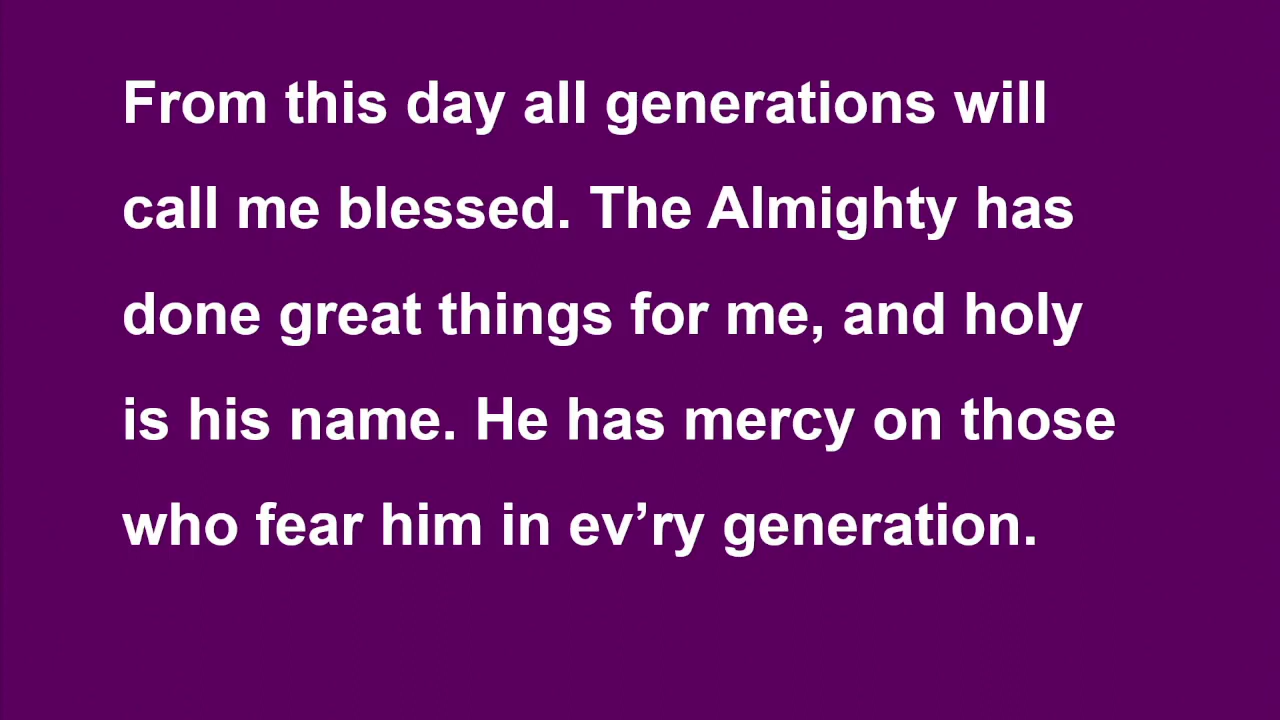 From this day all generations will
call me blessed. The Almighty has
done great things for me, and holy
is his name. He has mercy on those
who fear him in ev’ry generation.